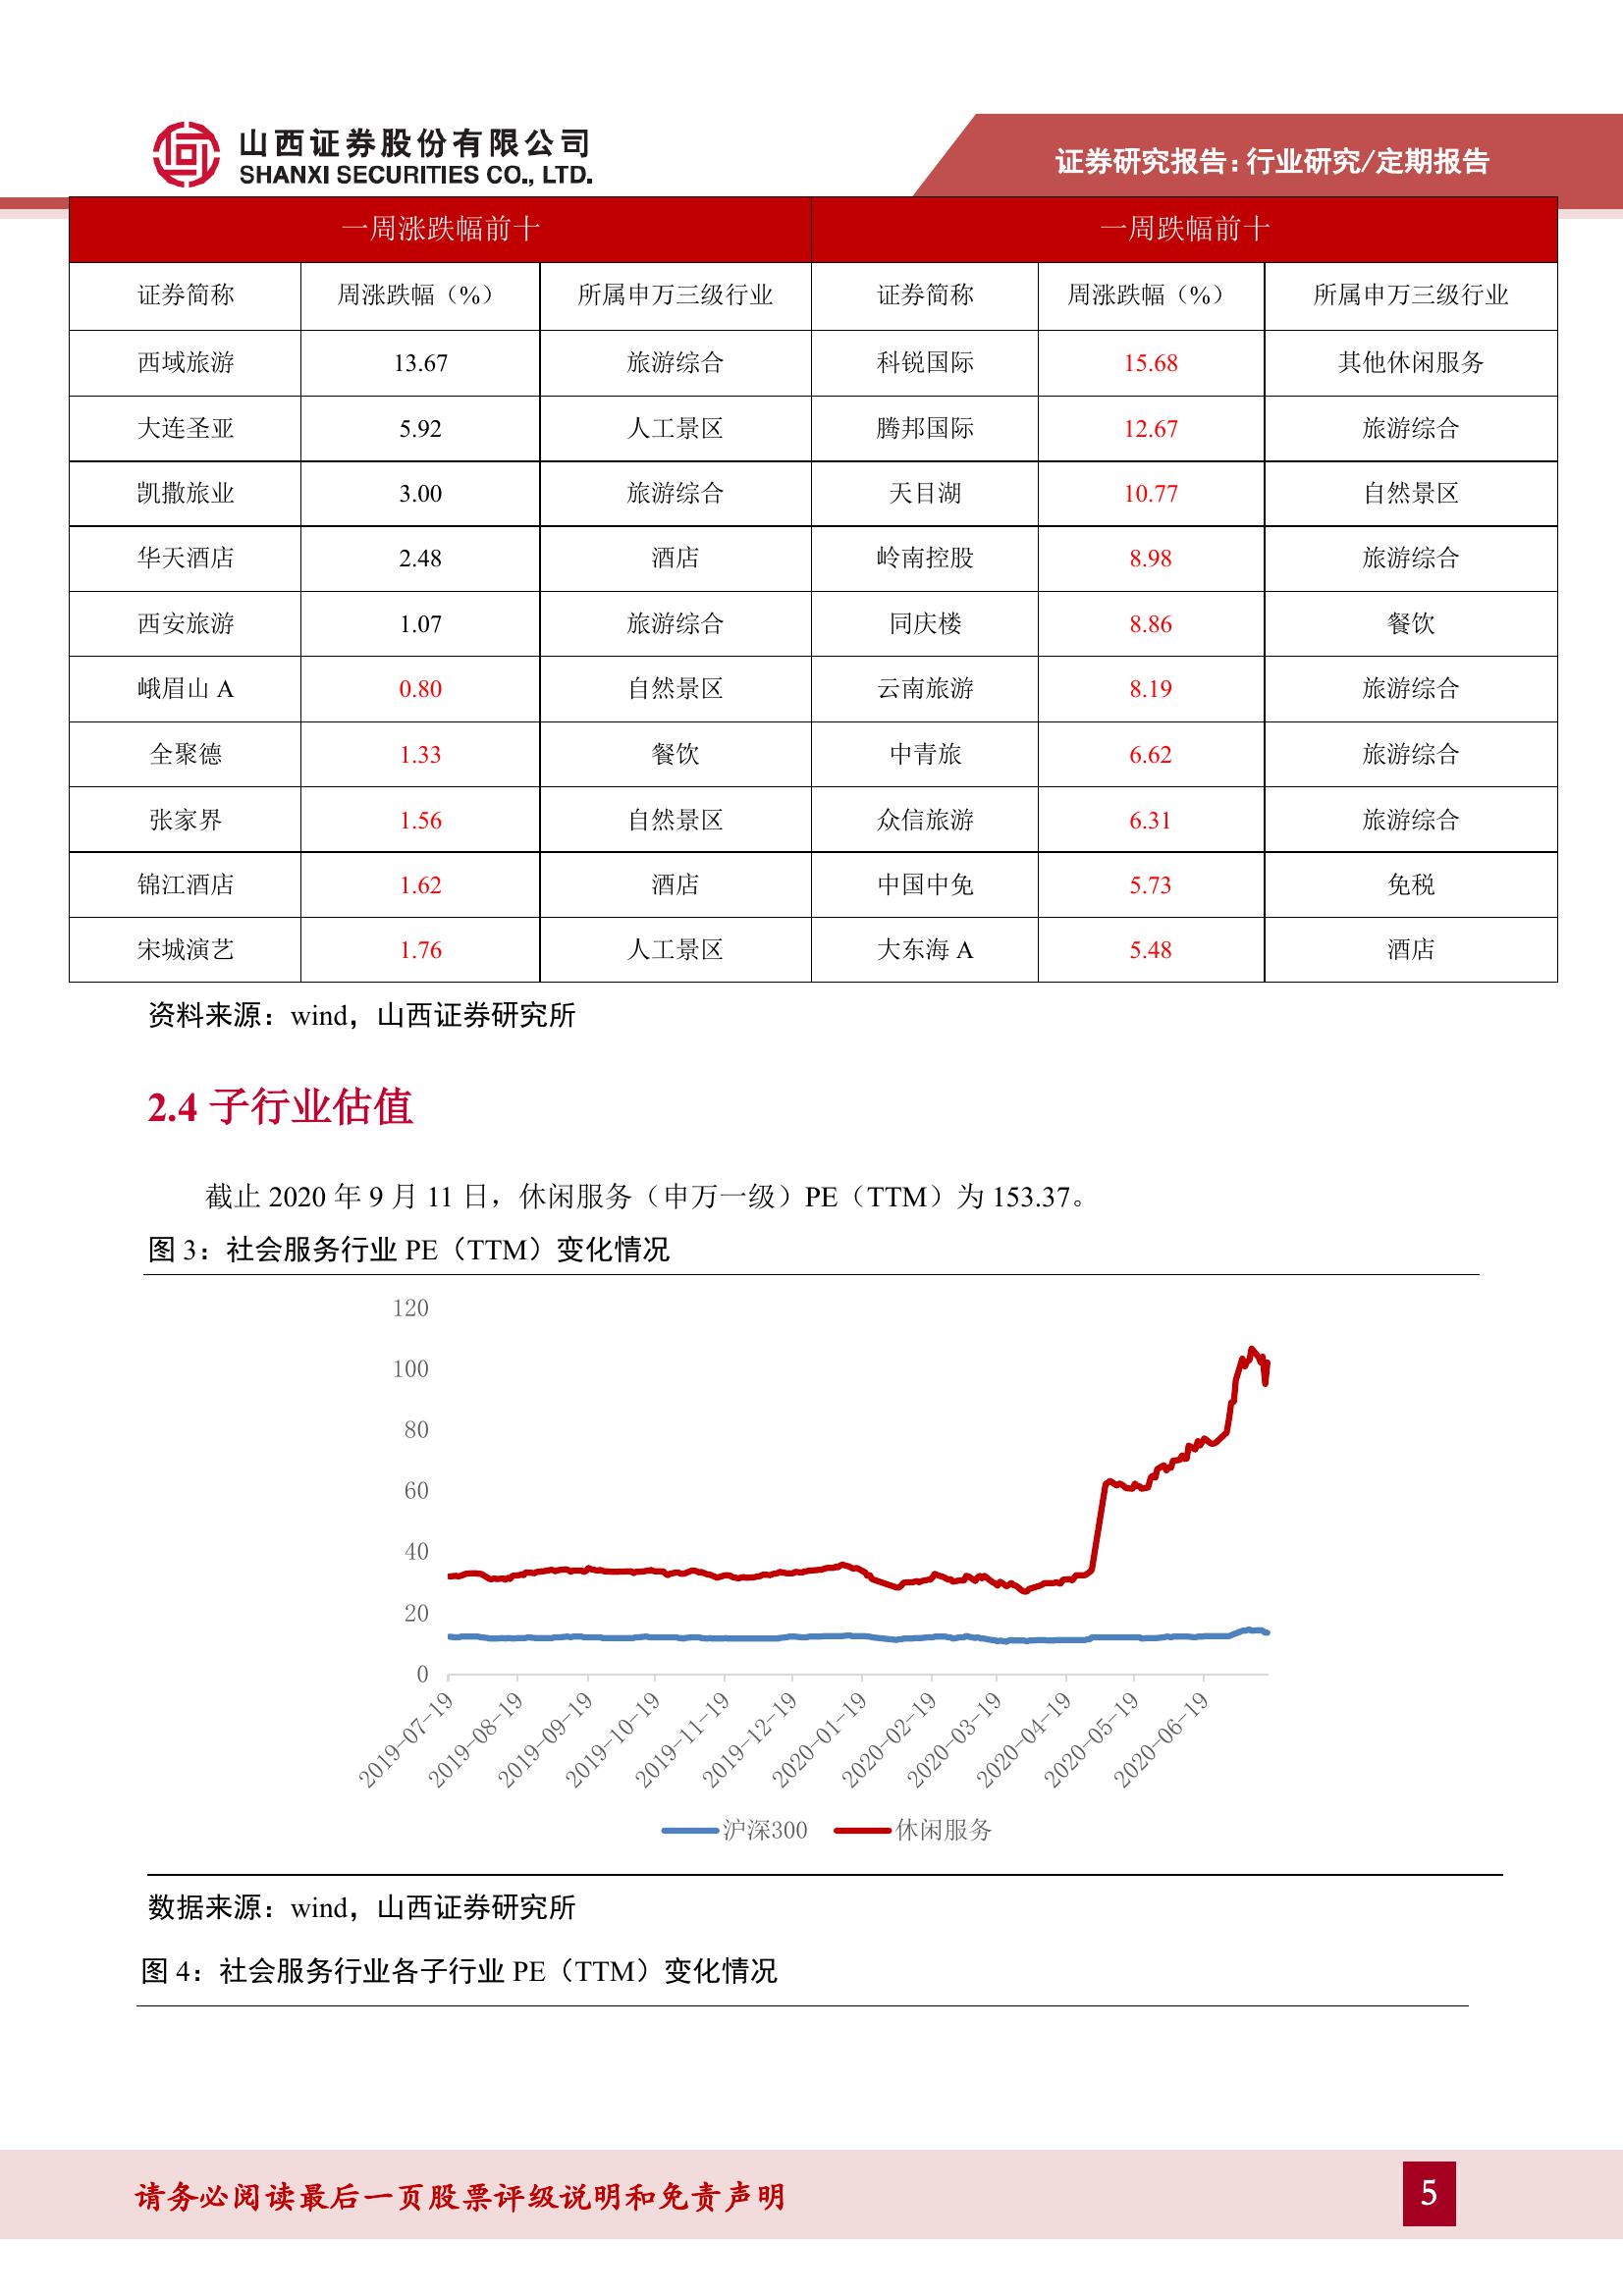 山西证券股份有限公司
SHANXI SECURITIES CO., LTD.
证券研究报告:行业研究/定期报告
一周涨跌幅前十 一周跌幅前十
证券简称 周涨跌幅（%） 所属申万三级行业 证券简称 周涨跌幅（%） 所属申万三级行业
西域旅游 13.67 旅游综合 科锐国际 15.68 其他休闲服务
大连圣亚 5.92 人工景区 腾邦国际 12.67 旅游综合
凯撒旅业 3.00 旅游综合 天目湖 10.77 自然景区
华天酒店 2.48 酒店 岭南控股 8.98 旅游综合
西安旅游 1.07 旅游综合 同庆楼 8.86 餐饮
峨眉山 A 0.80 自然景区 云南旅游 8.19 旅游综合
全聚德 1.33 餐饮 中青旅 6.62 旅游综合
张家界 1.56 自然景区 众信旅游 6.31 旅游综合
锦江酒店 1.62 酒店 中国中免 5.73 免税
宋城演艺 1.76 人工景区 大东海 A 5.48 酒店
资料来源：wind，山西证券研究所
2.4 子行业估值
截止 2020 年 9 月 11 日，休闲服务（申万一级）PE（TTM）为 153.37。
图 3：社会服务行业 PE（TTM）变化情况
120
100
80
60
40
20
0
2019-07-19 2019-08-19 2019-09-19 2019-10-19 2019-11-19 2019-12-19 2020-01-19 2020-02-19 2020-03-19 2020-04-19 2020-05-19 2020-06-19
沪深300 休闲服务
数据来源：wind，山西证券研究所
图 4：社会服务行业各子行业 PE（TTM）变化情况
请务必阅读最后一页股票评级说明和免责声明
5